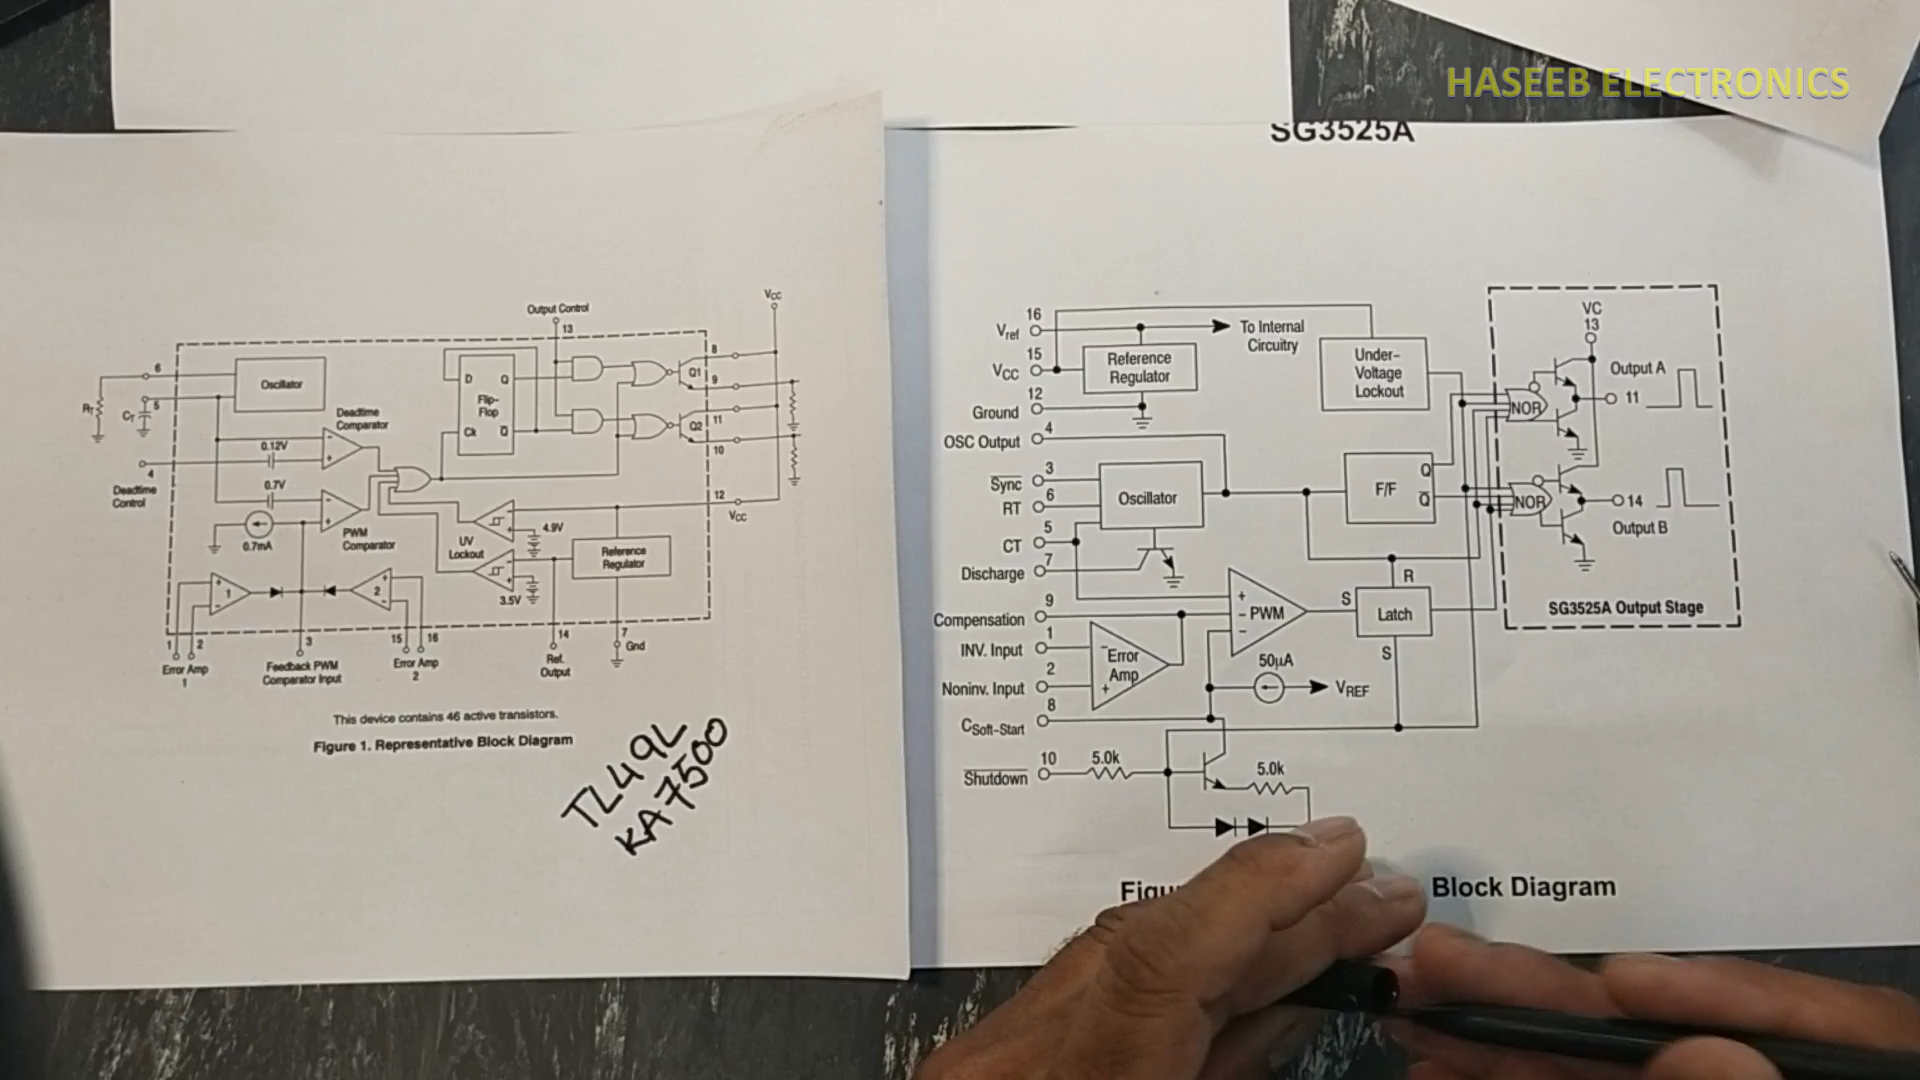 HASEEB ELECTRONICS
SG3525A
Output Control
13
VCC
6
Oscillator
RT
CT
5
Deadtime
Comparator
0.12V
4
Deadtime
Control
0.7V
0.7mA
PWM
Comparator
D
Q
Flip-
Flop
Ck
Q
8
Q1
9
11
Q2
10
12
VCC
4.9V
UV
Lockout
3.5V
Reference
Regulator
1
2
1
2
Error Amp
1
3
Feedback PWM
Comparator Input
15
16
Error Amp
2
14
Ref.
Output
7
Gnd
This device contains 46 active transistors.
Figure 1. Representative Block Diagram
TL494
KA7500
Vref
16
To Internal
Circuitry
VCC
15
Reference
Regulator
Under-
Voltage
Lockout
Ground
12
OSC Output
4
Sync
3
RT
6
CT
5
Discharge
7
Oscillator
F/F
Q
Q
Compensation
9
INV. Input
1
Noninv. Input
2
CSoft-Start
8
Error
Amp
−
+
+
−
−
PWM
S
R
Latch
S
50µA
VREF
Shutdown
10
5.0k
5.0k
VC
13
NOR
Output A
11
NOR
14
Output B
SG3525A Output Stage
Block Diagram